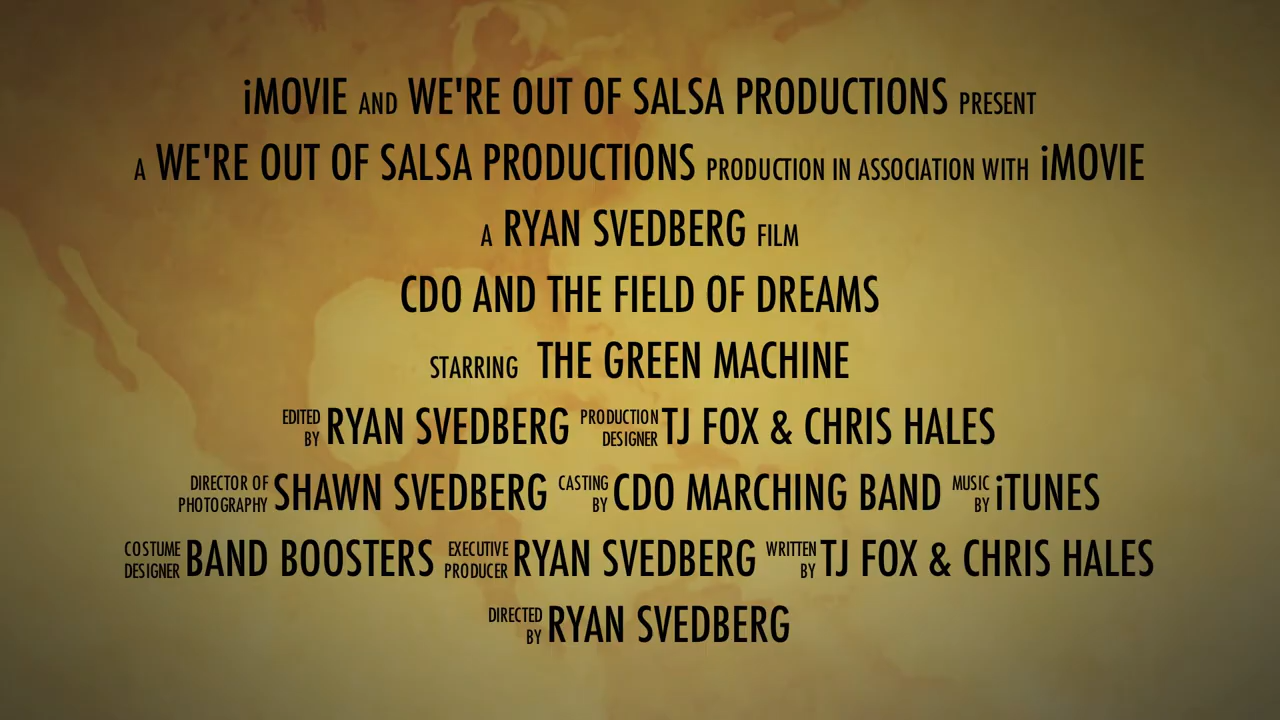 iMOVIE AND WE'RE OUT OF SALSA PRODUCTIONS PRESENT
A WE'RE OUT OF SALSA PRODUCTIONS PRODUCTION IN ASSOCIATION WITH iMOVIE
A RYAN SVEDBERG FILM
CDO AND THE FIELD OF DREAMS
STARRING THE GREEN MACHINE
EDITED BY RYAN SVEDBERG PRODUCTION DESIGNER TJ FOX & CHRIS HALES
DIRECTOR OF PHOTOGRAPHY SHAWN SVEDBERG CASTING BY CDO MARCHING BAND MUSIC BY iTUNES
COSTUME DESIGNER BAND BOOSTERS EXECUTIVE PRODUCER RYAN SVEDBERG WRITTEN BY TJ FOX & CHRIS HALES
DIRECTED BY RYAN SVEDBERG